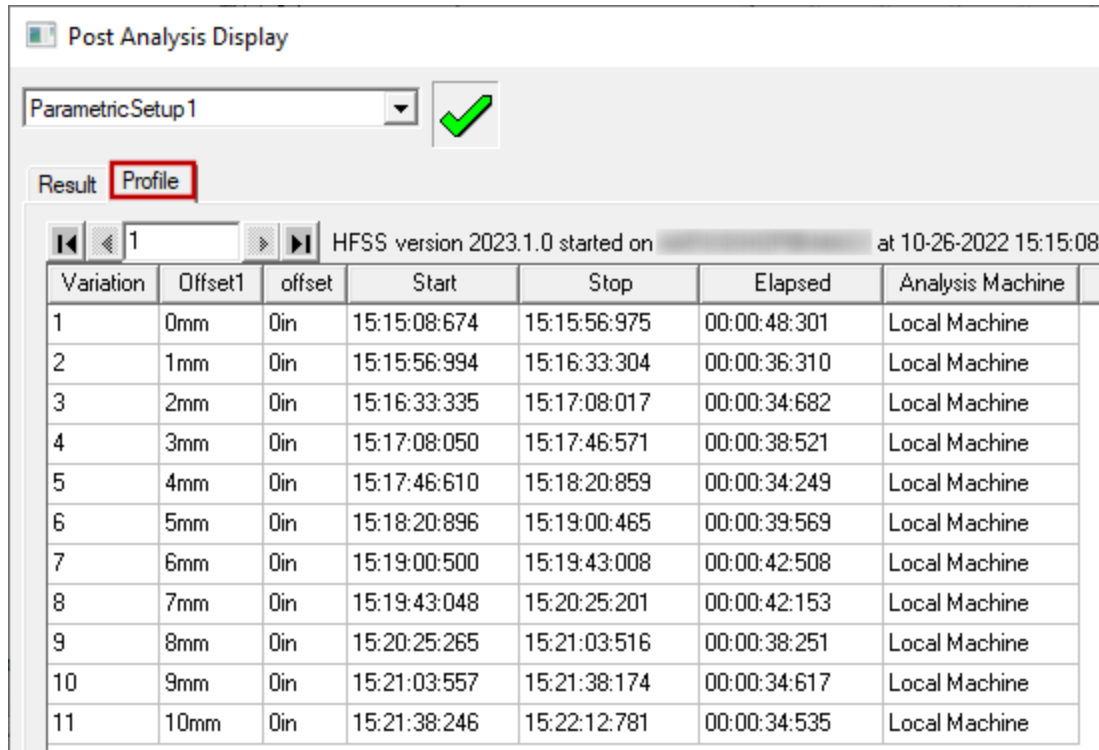 Post Analysis Display
ParametricSetup1
Result Profile
1 HFSS version 2023.1.0 started on at 10-26-2022 15:15:08
Variation Offset1 offset Start Stop Elapsed Analysis Machine
1 0mm 0in 15:15:08:674 15:15:56:975 00:00:48:301 Local Machine
2 1mm 0in 15:15:56:994 15:16:33:304 00:00:36:310 Local Machine
3 2mm 0in 15:16:33:335 15:17:08:017 00:00:34:682 Local Machine
4 3mm 0in 15:17:08:050 15:17:46:571 00:00:38:521 Local Machine
5 4mm 0in 15:17:46:610 15:18:20:859 00:00:34:249 Local Machine
6 5mm 0in 15:18:20:896 15:19:00:465 00:00:39:569 Local Machine
7 6mm 0in 15:19:00:500 15:19:43:008 00:00:42:508 Local Machine
8 7mm 0in 15:19:43:048 15:20:25:201 00:00:42:153 Local Machine
9 8mm 0in 15:20:25:265 15:21:03:516 00:00:38:251 Local Machine
10 9mm 0in 15:21:03:557 15:21:38:174 00:00:34:617 Local Machine
11 10mm 0in 15:21:38:246 15:22:12:781 00:00:34:535 Local Machine